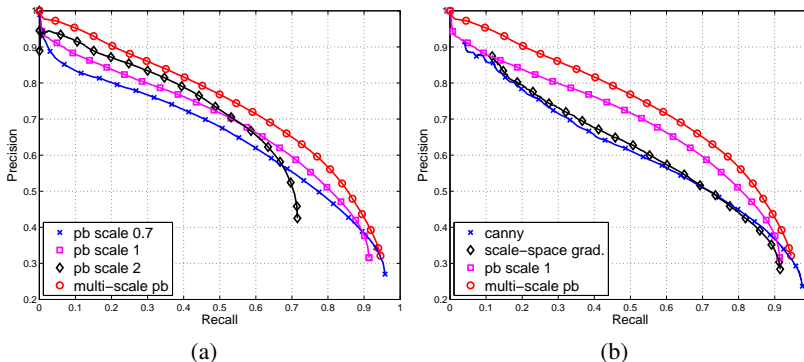 1
0.9
0.8
0.7
0.6
0.5
0.4
0.3
0.2
Precision
pb scale 0.7
pb scale 1
pb scale 2
multi-scale pb
0 0.1 0.2 0.3 0.4 0.5 0.6 0.7 0.8 0.9 1
Recall
(a)
1
0.9
0.8
0.7
0.6
0.5
0.4
0.3
0.2
Precision
canny
scale-space grad.
pb scale 1
multi-scale pb
0 0.1 0.2 0.3 0.4 0.5 0.6 0.7 0.8 0.9
Recall
(b)